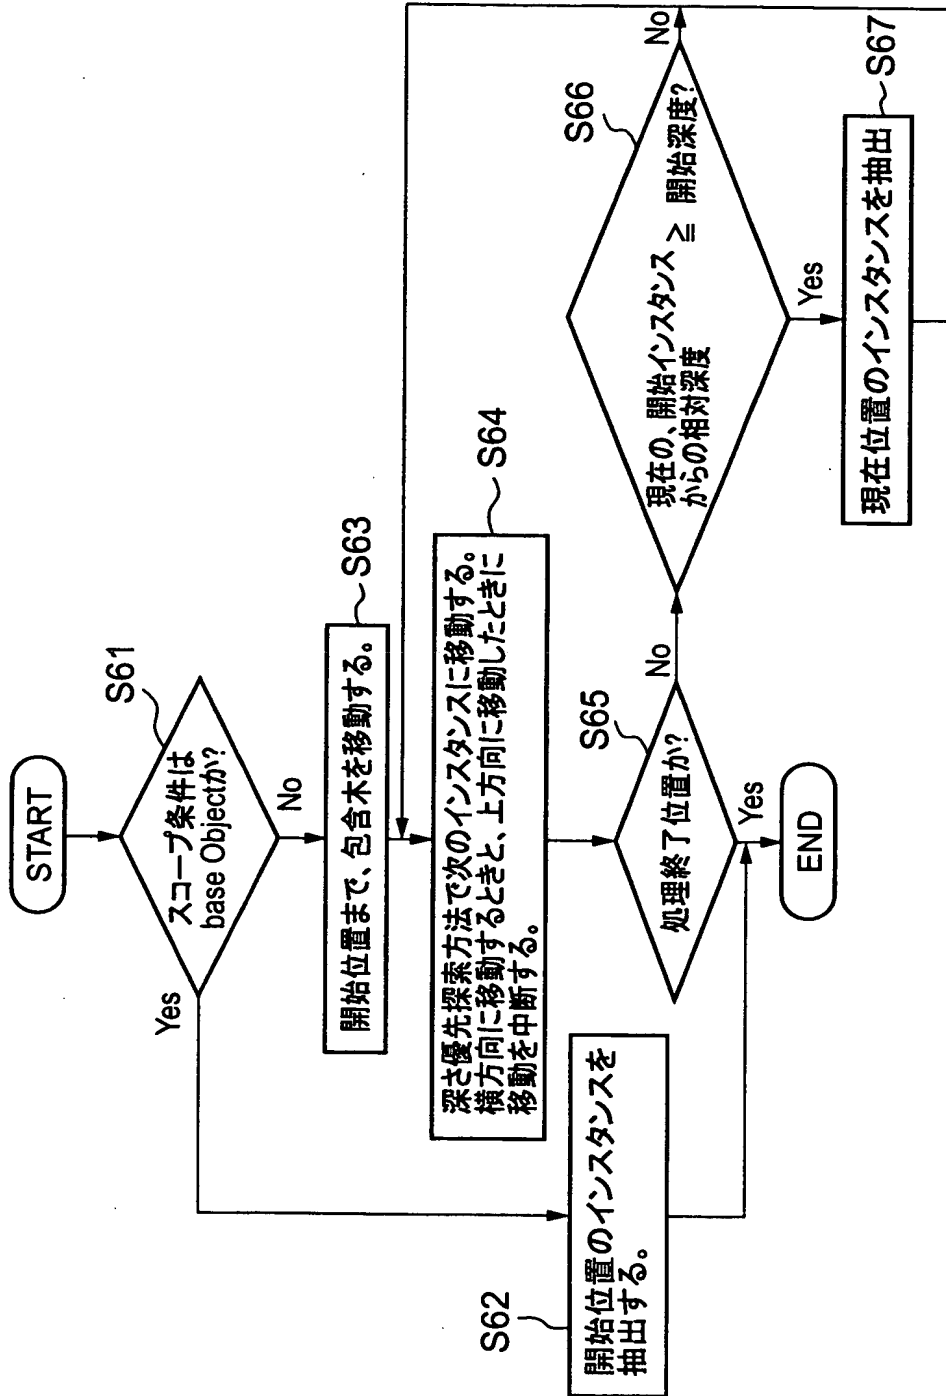 START
S61
スコープ条件は
base Objectか?
Yes
No
S62
開始位置のインスタンスを
抽出する。
S63
開始位置まで、包含木を移動する。
S64
深さ優先探索方法で次のインスタンスに移動する。
横方向に移動するときと、上方向に移動したときに
移動を中断する。
S65
処理終了位置か?
No
Yes
END
S66
現在の、開始インスタンス
からの相対深度
≧ 開始深度?
No
Yes
S67
現在位置のインスタンスを抽出